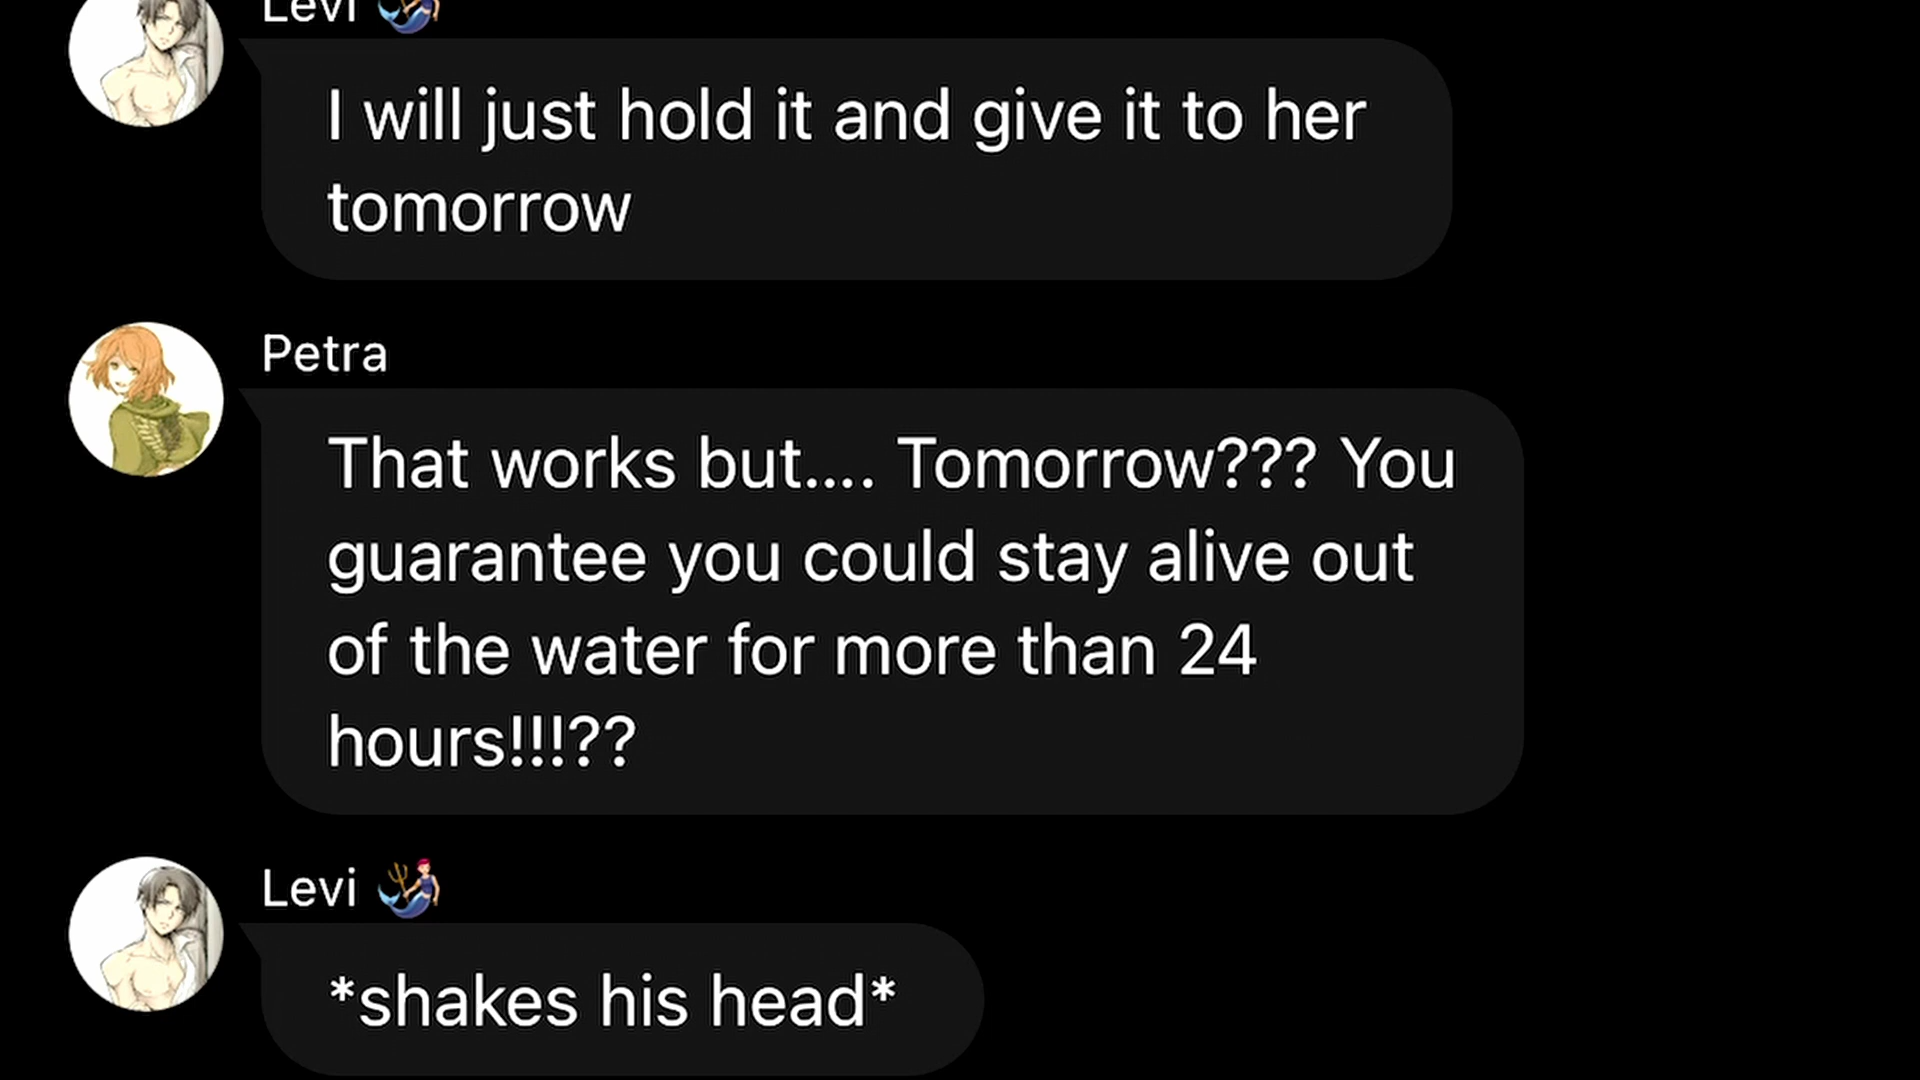 Levi 🧜‍♂️
I will just hold it and give it to her
tomorrow
Petra
That works but.... Tomorrow??? You
guarantee you could stay alive out
of the water for more than 24
hours!!!??
Levi 🧜‍♂️
*shakes his head*